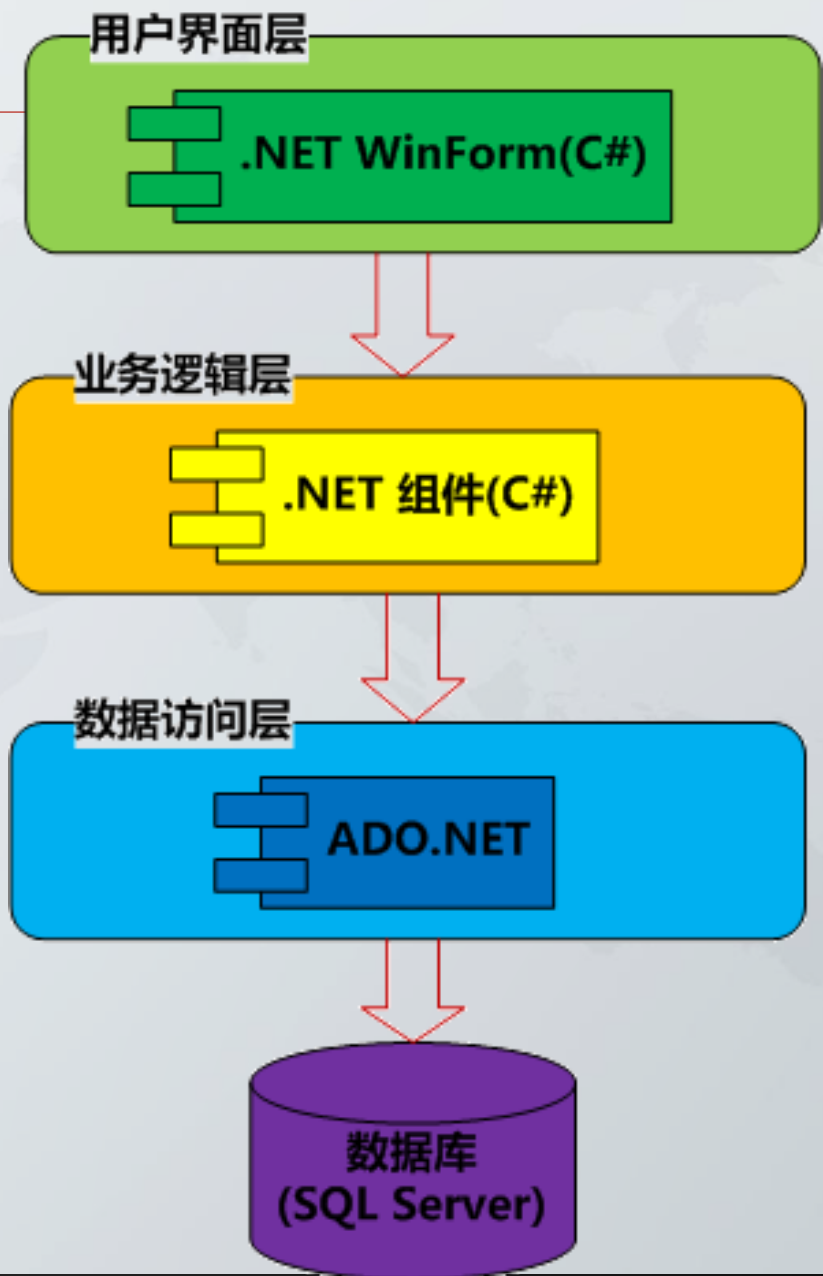 用户界面层
.NET WinForm(C#)
业务逻辑层
.NET 组件(C#)
数据访问层
ADO.NET
数据库
(SQL Server)